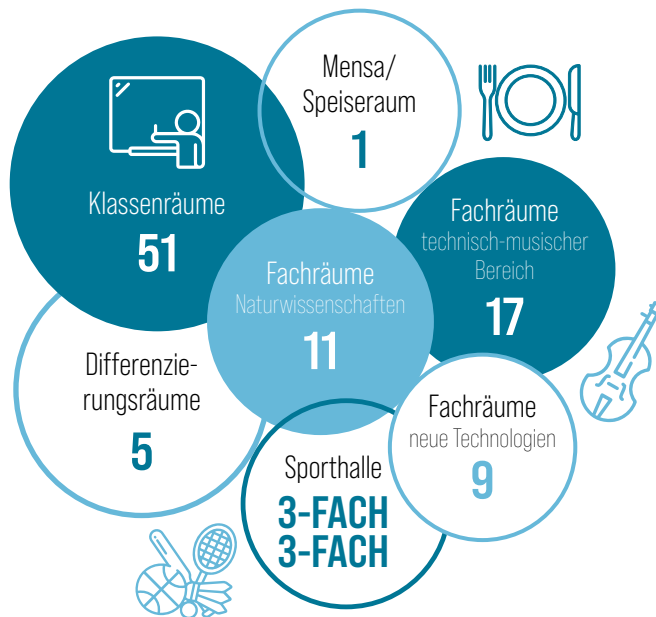 Mensa/
Speiseraum
1
Klassenräume
51
Fachräume
technisch-musischer
Bereich
17
Fachräume
Naturwissenschaften
11
Differenzie-
rungsräume
5
Fachräume
neue Technologien
9
Sporthalle
3-FACH
3-FACH